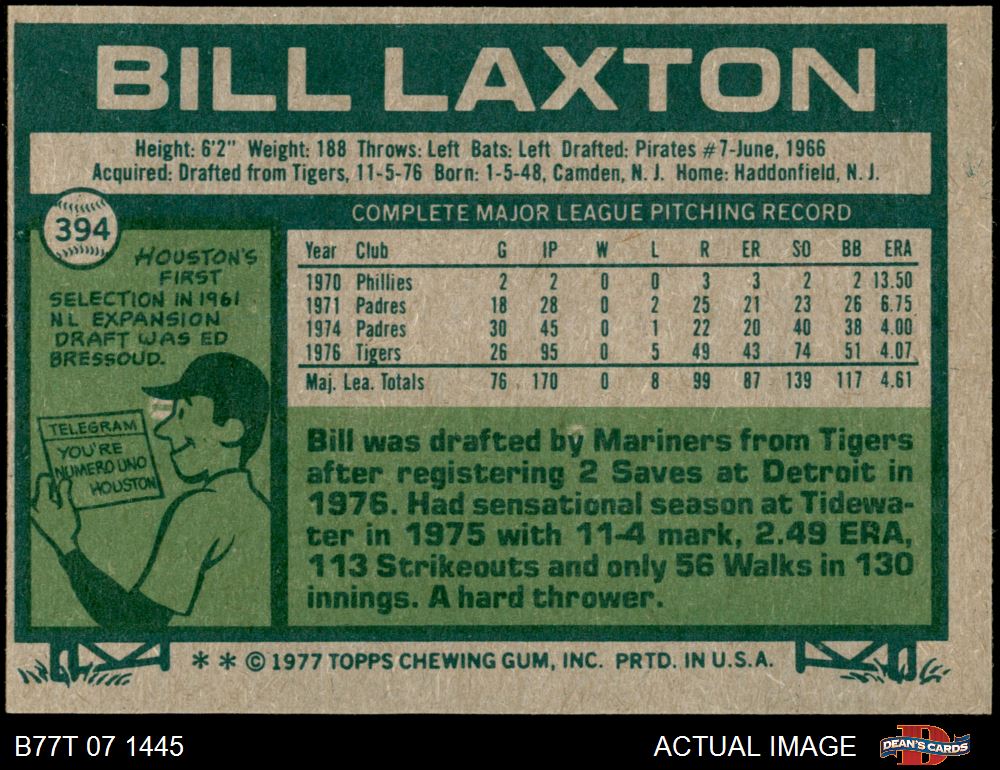 BILL LAXTON
Height: 6'2" Weight: 188 Throws: Left Bats: Left Drafted: Pirates #7-June, 1966
Acquired: Drafted from Tigers, 11-5-76 Born: 1-5-48, Camden, N. J. Home: Haddonfield, N. J.
394
HOUSTON'S
FIRST
SELECTION IN 1961
NL EXPANSION
DRAFT WAS ED
BRESSOUD.
TELEGRAM
YOU'RE
NUMERO UNO
HOUSTON
COMPLETE MAJOR LEAGUE PITCHING RECORD
Year Club G IP W L R ER SO BB ERA
1970 Phillies 2 2 0 0 3 3 2 2 13.50
1971 Padres 18 28 0 2 25 21 23 26 6.75
1974 Padres 30 45 0 1 22 20 40 38 4.00
1976 Tigers 26 95 0 5 49 43 74 51 4.07
Maj. Lea. Totals 76 170 0 8 99 87 139 117 4.61
Bill was drafted by Mariners from Tigers
after registering 2 Saves at Detroit in
1976. Had sensational season at Tidewa-
ter in 1975 with 11-4 mark, 2.49 ERA,
113 Strikeouts and only 56 Walks in 130
innings. A hard thrower.
* * © 1977 TOPPS CHEWING GUM, INC. PRTD. IN U.S.A.
B77T 07 1445
ACTUAL IMAGE
D
DEAN'S CARDS